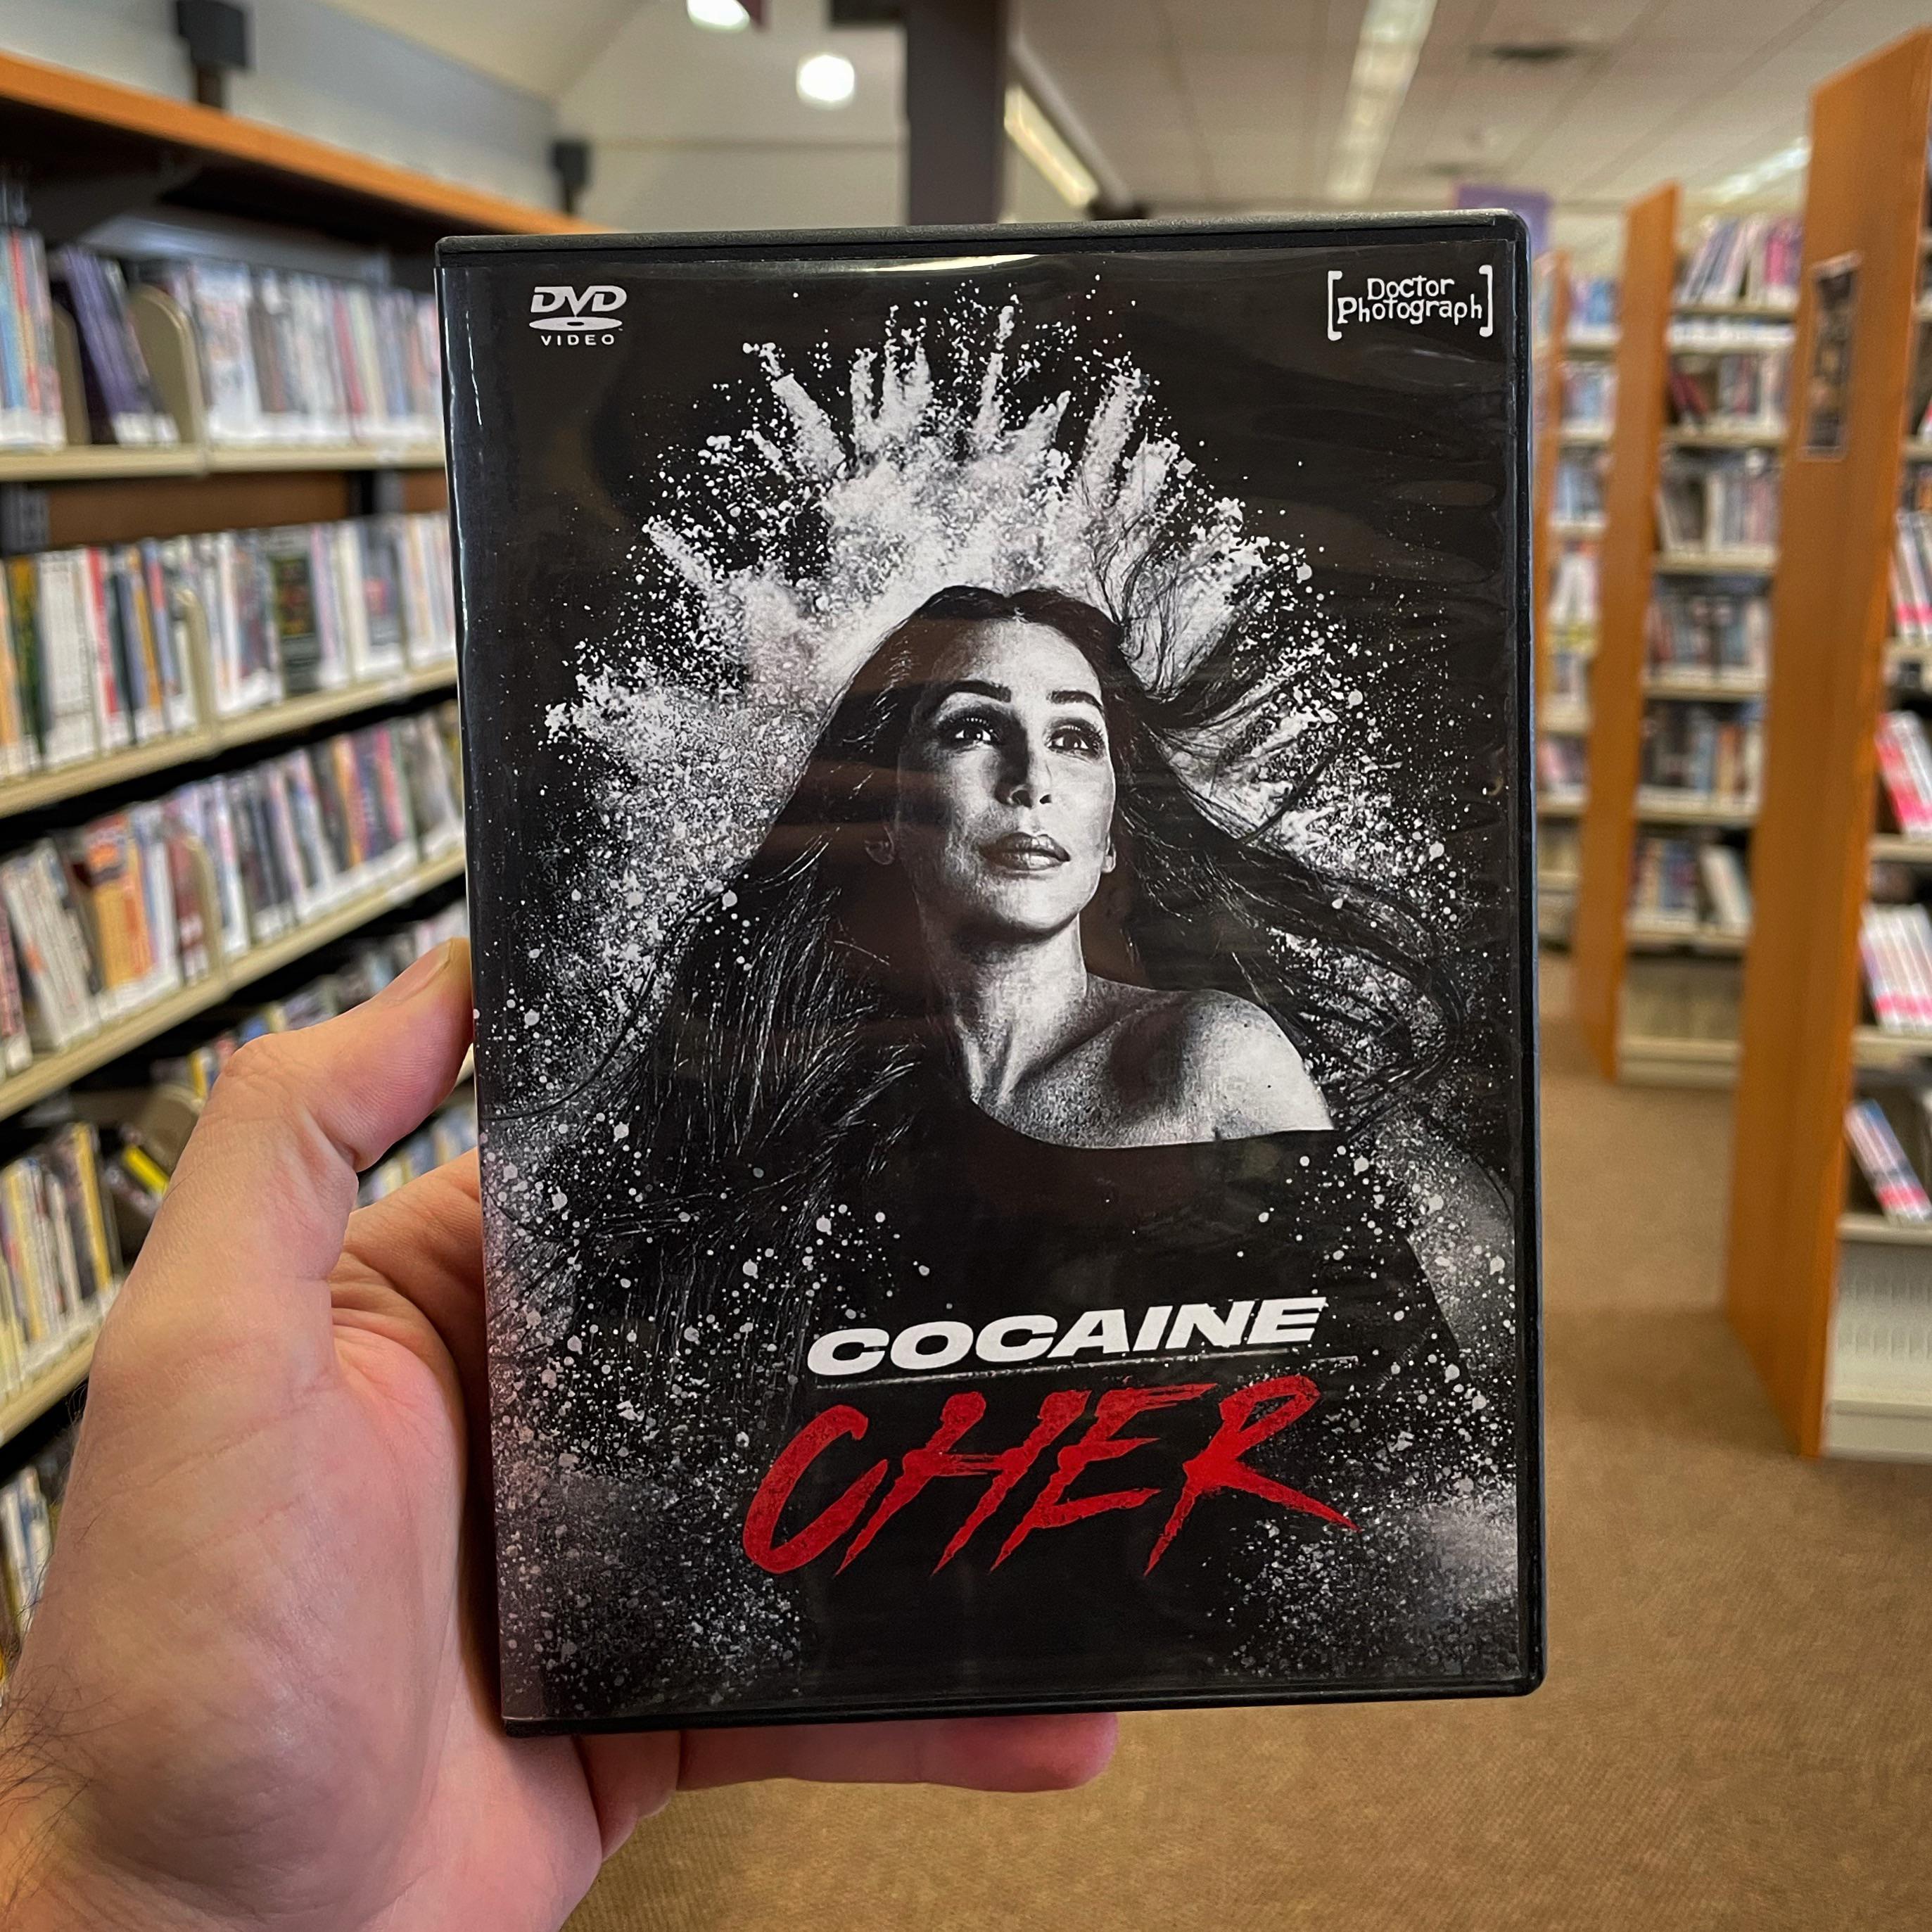 DVD
VIDEO
[Doctor
Photograph]
COCAINE
CHER